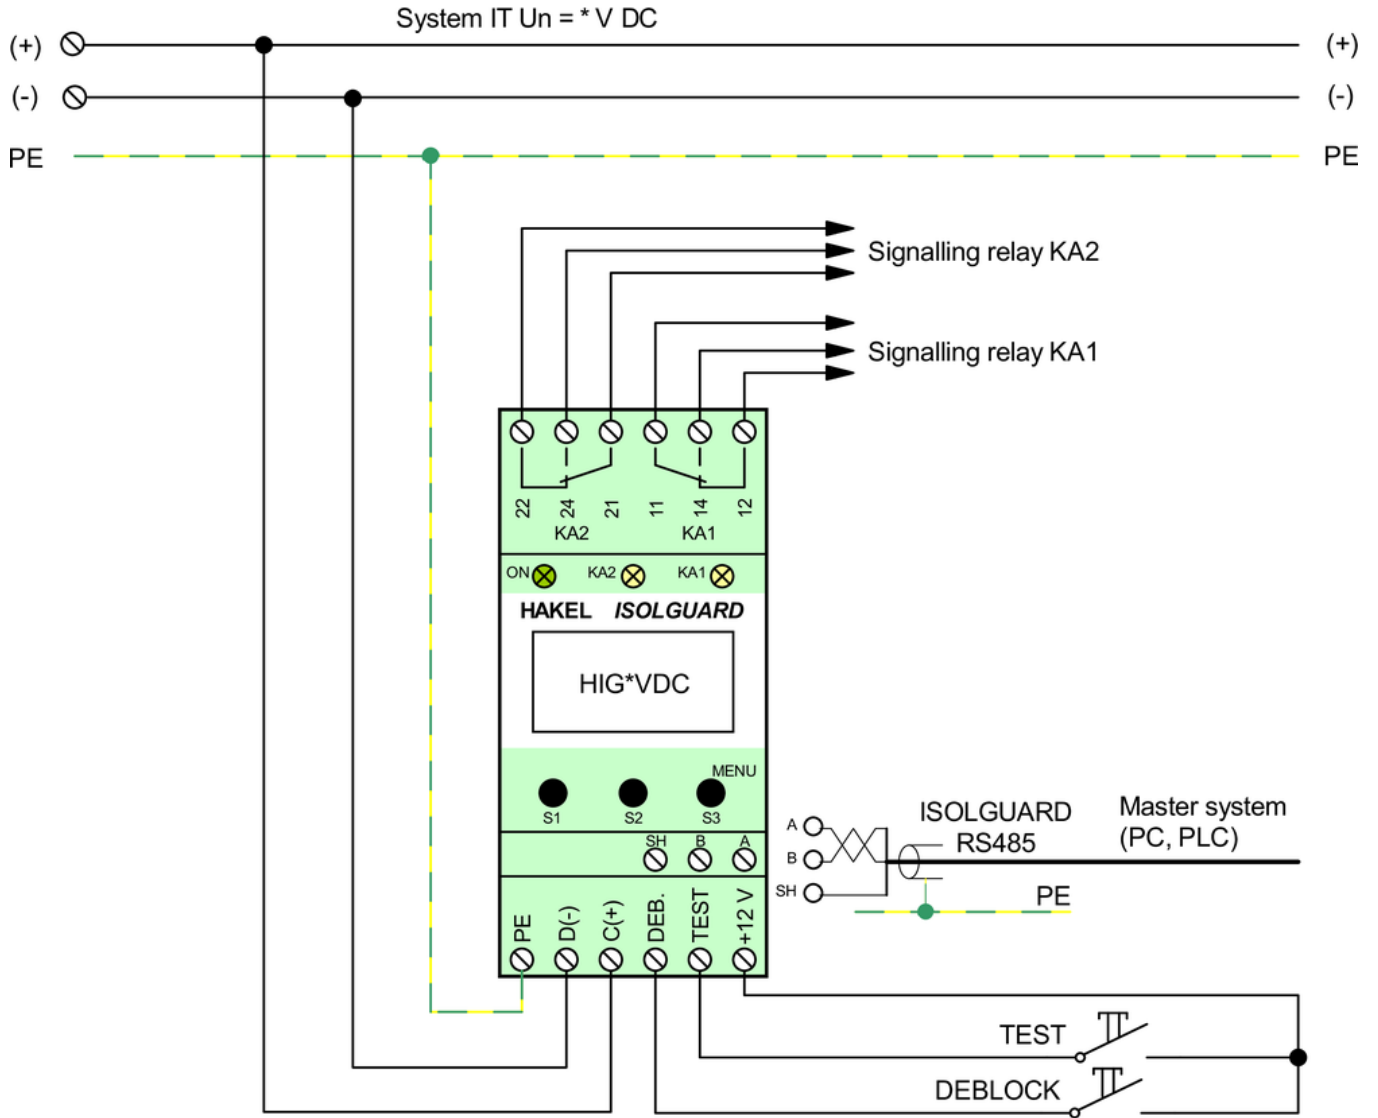 System IT Un = * V DC
(+) (+)
(-) (-)
PE PE
Signalling relay KA2
Signalling relay KA1
22 24 21 11 14 12
KA2 KA1
ON KA2 KA1
HAKEL ISOLGUARD
HIG*VDC
MENU
S1 S2 S3
SH B A
PE D(-) C(+) DEB. TEST +12 V
A
B
SH
ISOLGUARD
RS485
Master system
(PC, PLC)
PE
TEST
DEBLOCK